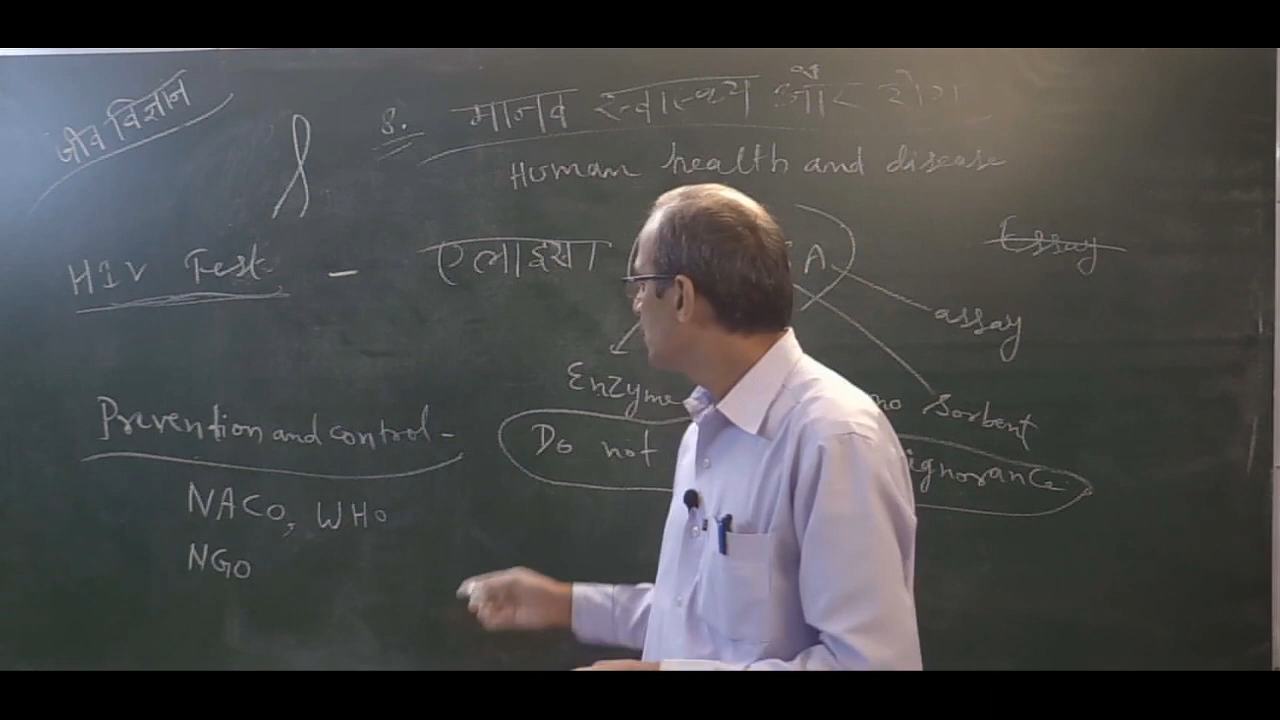 जीव विज्ञान
8. मानव स्वास्थ्य और रोग
Human health and disease
HIV Test - एलाइसा A
Essay
assay
Enzyme no Sorbent
Prevention and control - Do not ignorance
NACO, WHO
NGO